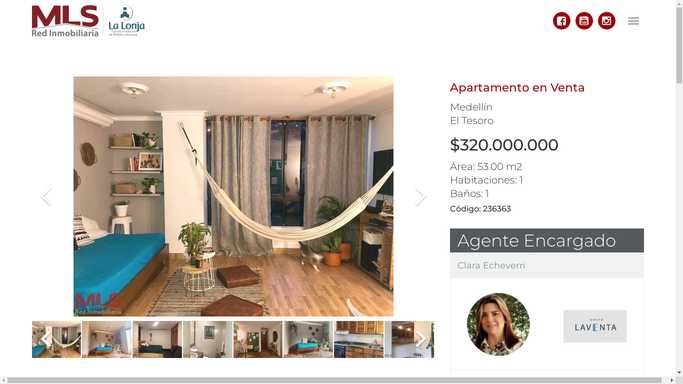 MLS
Red Inmobiliaria
La Lonja
Apartamento en Venta
Medellín
El Tesoro
$320.000.000
Área: 53.00 m2
Habitaciones: 1
Baños: 1
Código: 236363
Agente Encargado
Clara Echeverri
MLS
LAVENTA